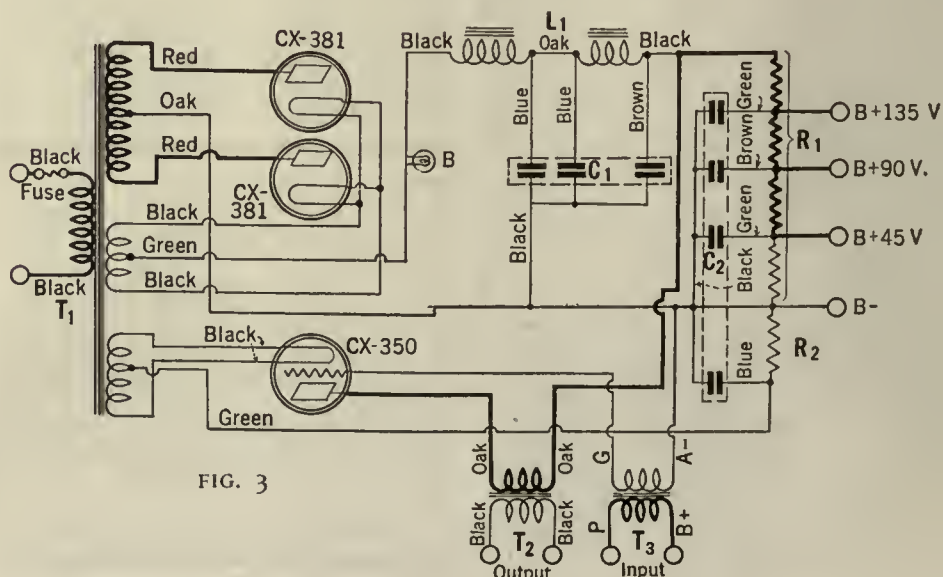 CX-381
Red
Oak
Red
CX-
381
Black
Fuse
Black
T1
Black
Green
Black
Black
CX-350
Green
FIG. 3
Black
L1
Oak
Black
Blue
Blue
Brown
B
C1
Black
Green
Brown
Green
C2
Black
Blue
R1
R2
B+135 V
B+90 V.
B+45 V
B-
Oak
Oak
G
A-
Black
Black
P
B+
T2
T3
Output
Input